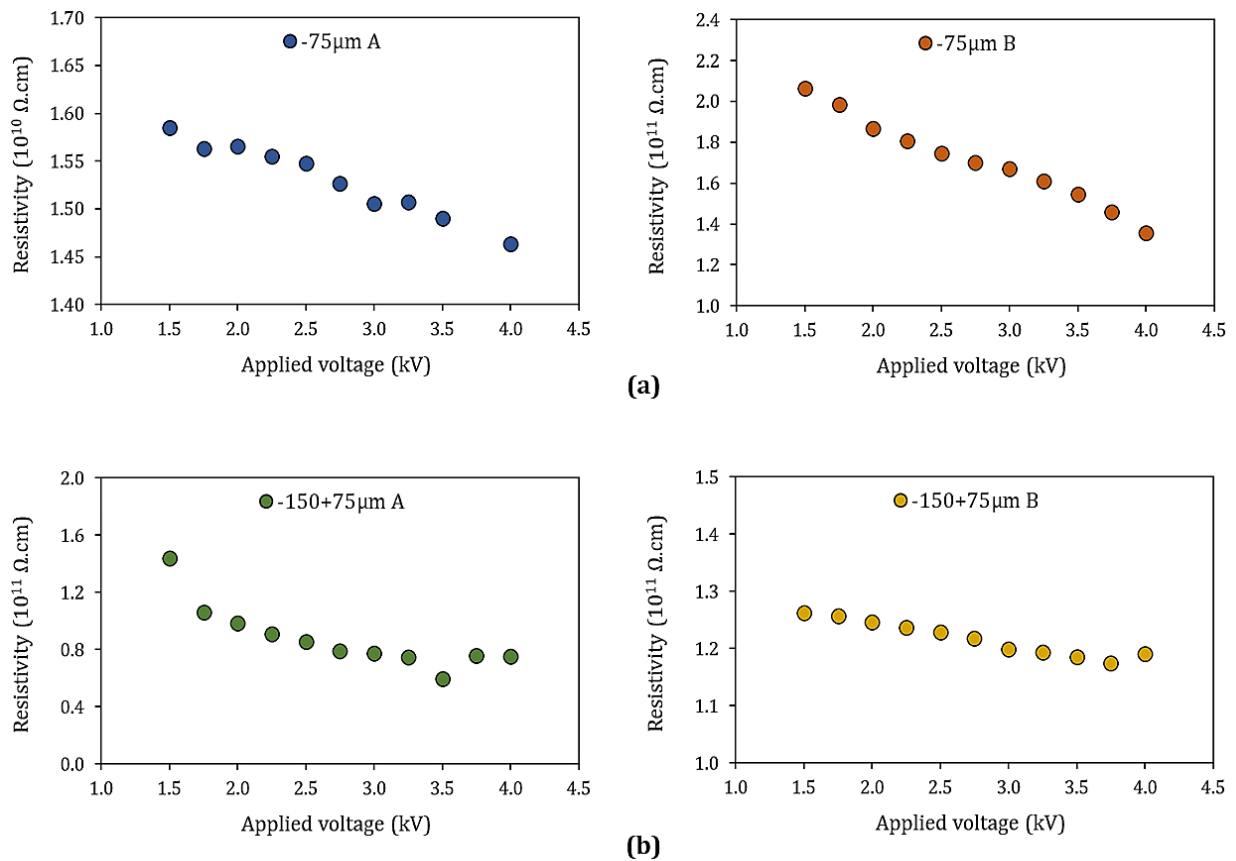 -75µm A
1.70
1.65
1.60
1.55
1.50
1.45
1.40
Resistivity (10¹⁰ Ω.cm)
1.0 1.5 2.0 2.5 3.0 3.5 4.0 4.5
Applied voltage (kV)
-75µm B
2.4
2.2
2.0
1.8
1.6
1.4
1.2
1.0
Resistivity (10¹¹ Ω.cm)
1.0 1.5 2.0 2.5 3.0 3.5 4.0 4.5
Applied voltage (kV)
(a)
-150+75µm A
2.0
1.6
1.2
0.8
0.4
0.0
Resistivity (10¹¹ Ω.cm)
1.0 1.5 2.0 2.5 3.0 3.5 4.0 4.5
Applied voltage (kV)
-150+75µm B
1.5
1.4
1.3
1.2
1.1
1.0
Resistivity (10¹¹ Ω.cm)
1.0 1.5 2.0 2.5 3.0 3.5 4.0 4.5
Applied voltage (kV)
(b)